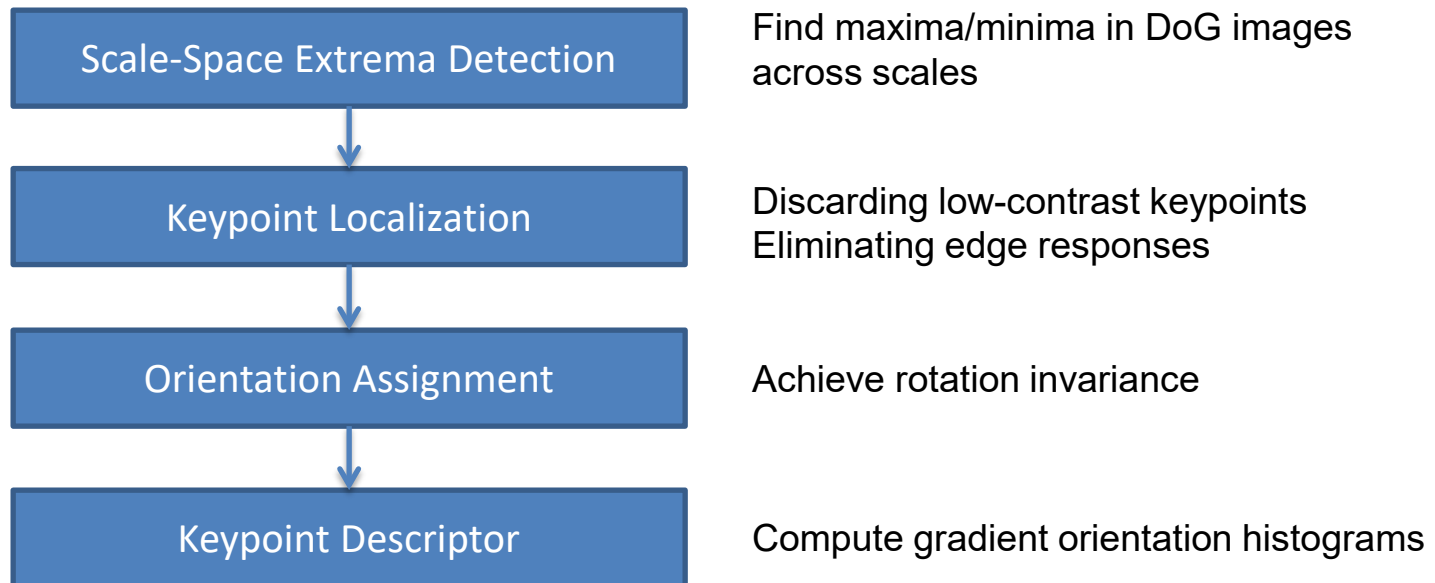 Scale-Space Extrema Detection
Find maxima/minima in DoG images
across scales
Keypoint Localization
Discarding low-contrast keypoints
Eliminating edge responses
Orientation Assignment
Achieve rotation invariance
Keypoint Descriptor
Compute gradient orientation histograms